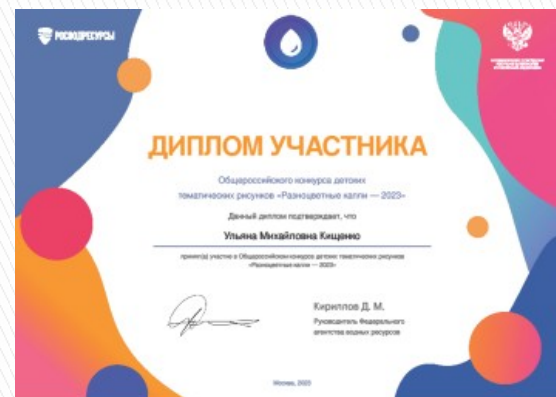 РОСВОДРЕСУРСЫ
ДИПЛОМ УЧАСТНИКА
Общероссийского конкурса детских
тематических рисунков «Разноцветные капли — 2023»
Данный диплом подтверждает, что
Ульяна Михайловна Кищенко
принял(а) участие в Общероссийском конкурсе детских тематических рисунков
«Разноцветные капли — 2023»
Кириллов Д. М.
Руководитель Федерального
агентства водных ресурсов
Москва, 2023